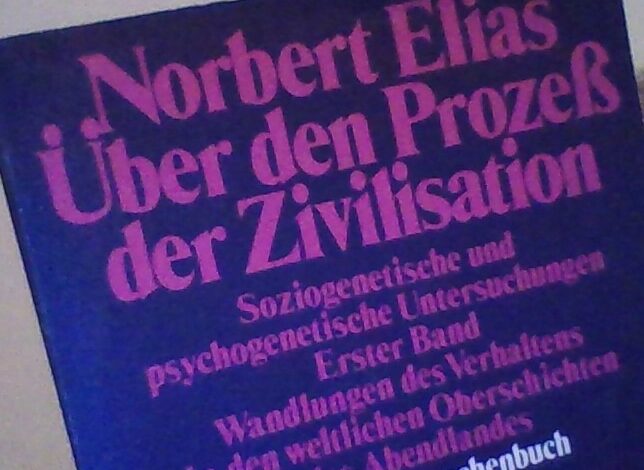 Norbert Elias
Über den Prozeß
der Zivilisation
Soziogenetische und
psychogenetische Untersuchungen
Erster Band
Wandlungen des Verhaltens
den weltlichen Oberschichten
Abendlandes